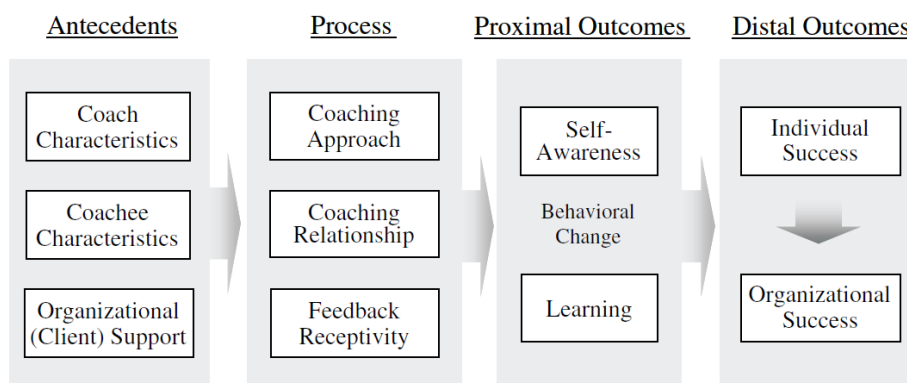 Antecedents
Process
Proximal Outcomes
Distal Outcomes
Coach
Characteristics
Coachee
Characteristics
Organizational
(Client) Support
Coaching
Approach
Coaching
Relationship
Feedback
Receptivity
Self-
Awareness
Behavioral
Change
Learning
Individual
Success
Organizational
Success